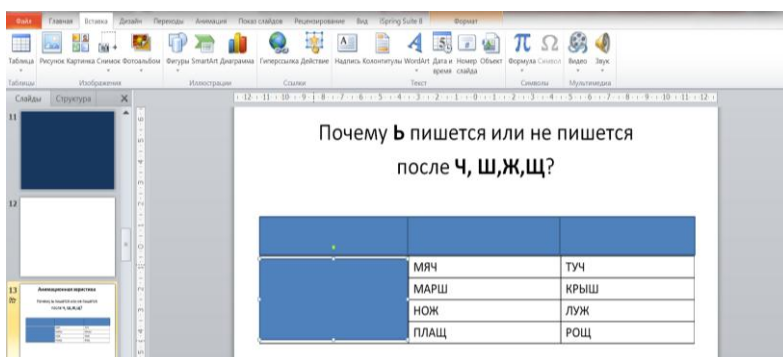 Файл Главная Вставка Дизайн Переходы Анимация Показ слайдов Рецензирование Вид iSpring Suite 8 Формат
Таблица Рисунок Картинка Снимок Фотоальбом Фигуры SmartArt Диаграмма Гиперссылка Действие Надпись Колонтитулы WordArt Дата и время Номер слайда Объект Формула Символ Видео Звук
Таблицы Изображения Иллюстрации Ссылки Текст Символы Мультимедиа
Слайды Структура
11
12
13
Почему Ь пишется или не пишется
после Ч, Ш,Ж,Щ?
МЯЧ ТУЧ
МАРШ КРЫШ
НОЖ ЛУЖ
ПЛАЩ РОЩ